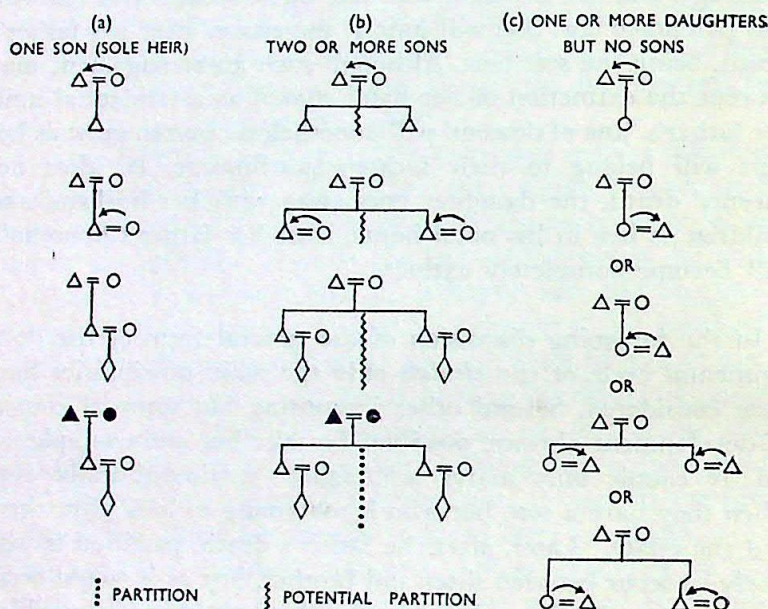 (a)
ONE SON (SOLE HEIR)
(b)
TWO OR MORE SONS
(c) ONE OR MORE DAUGHTERS
BUT NO SONS
OR
OR
OR
PARTITION
POTENTIAL PARTITION